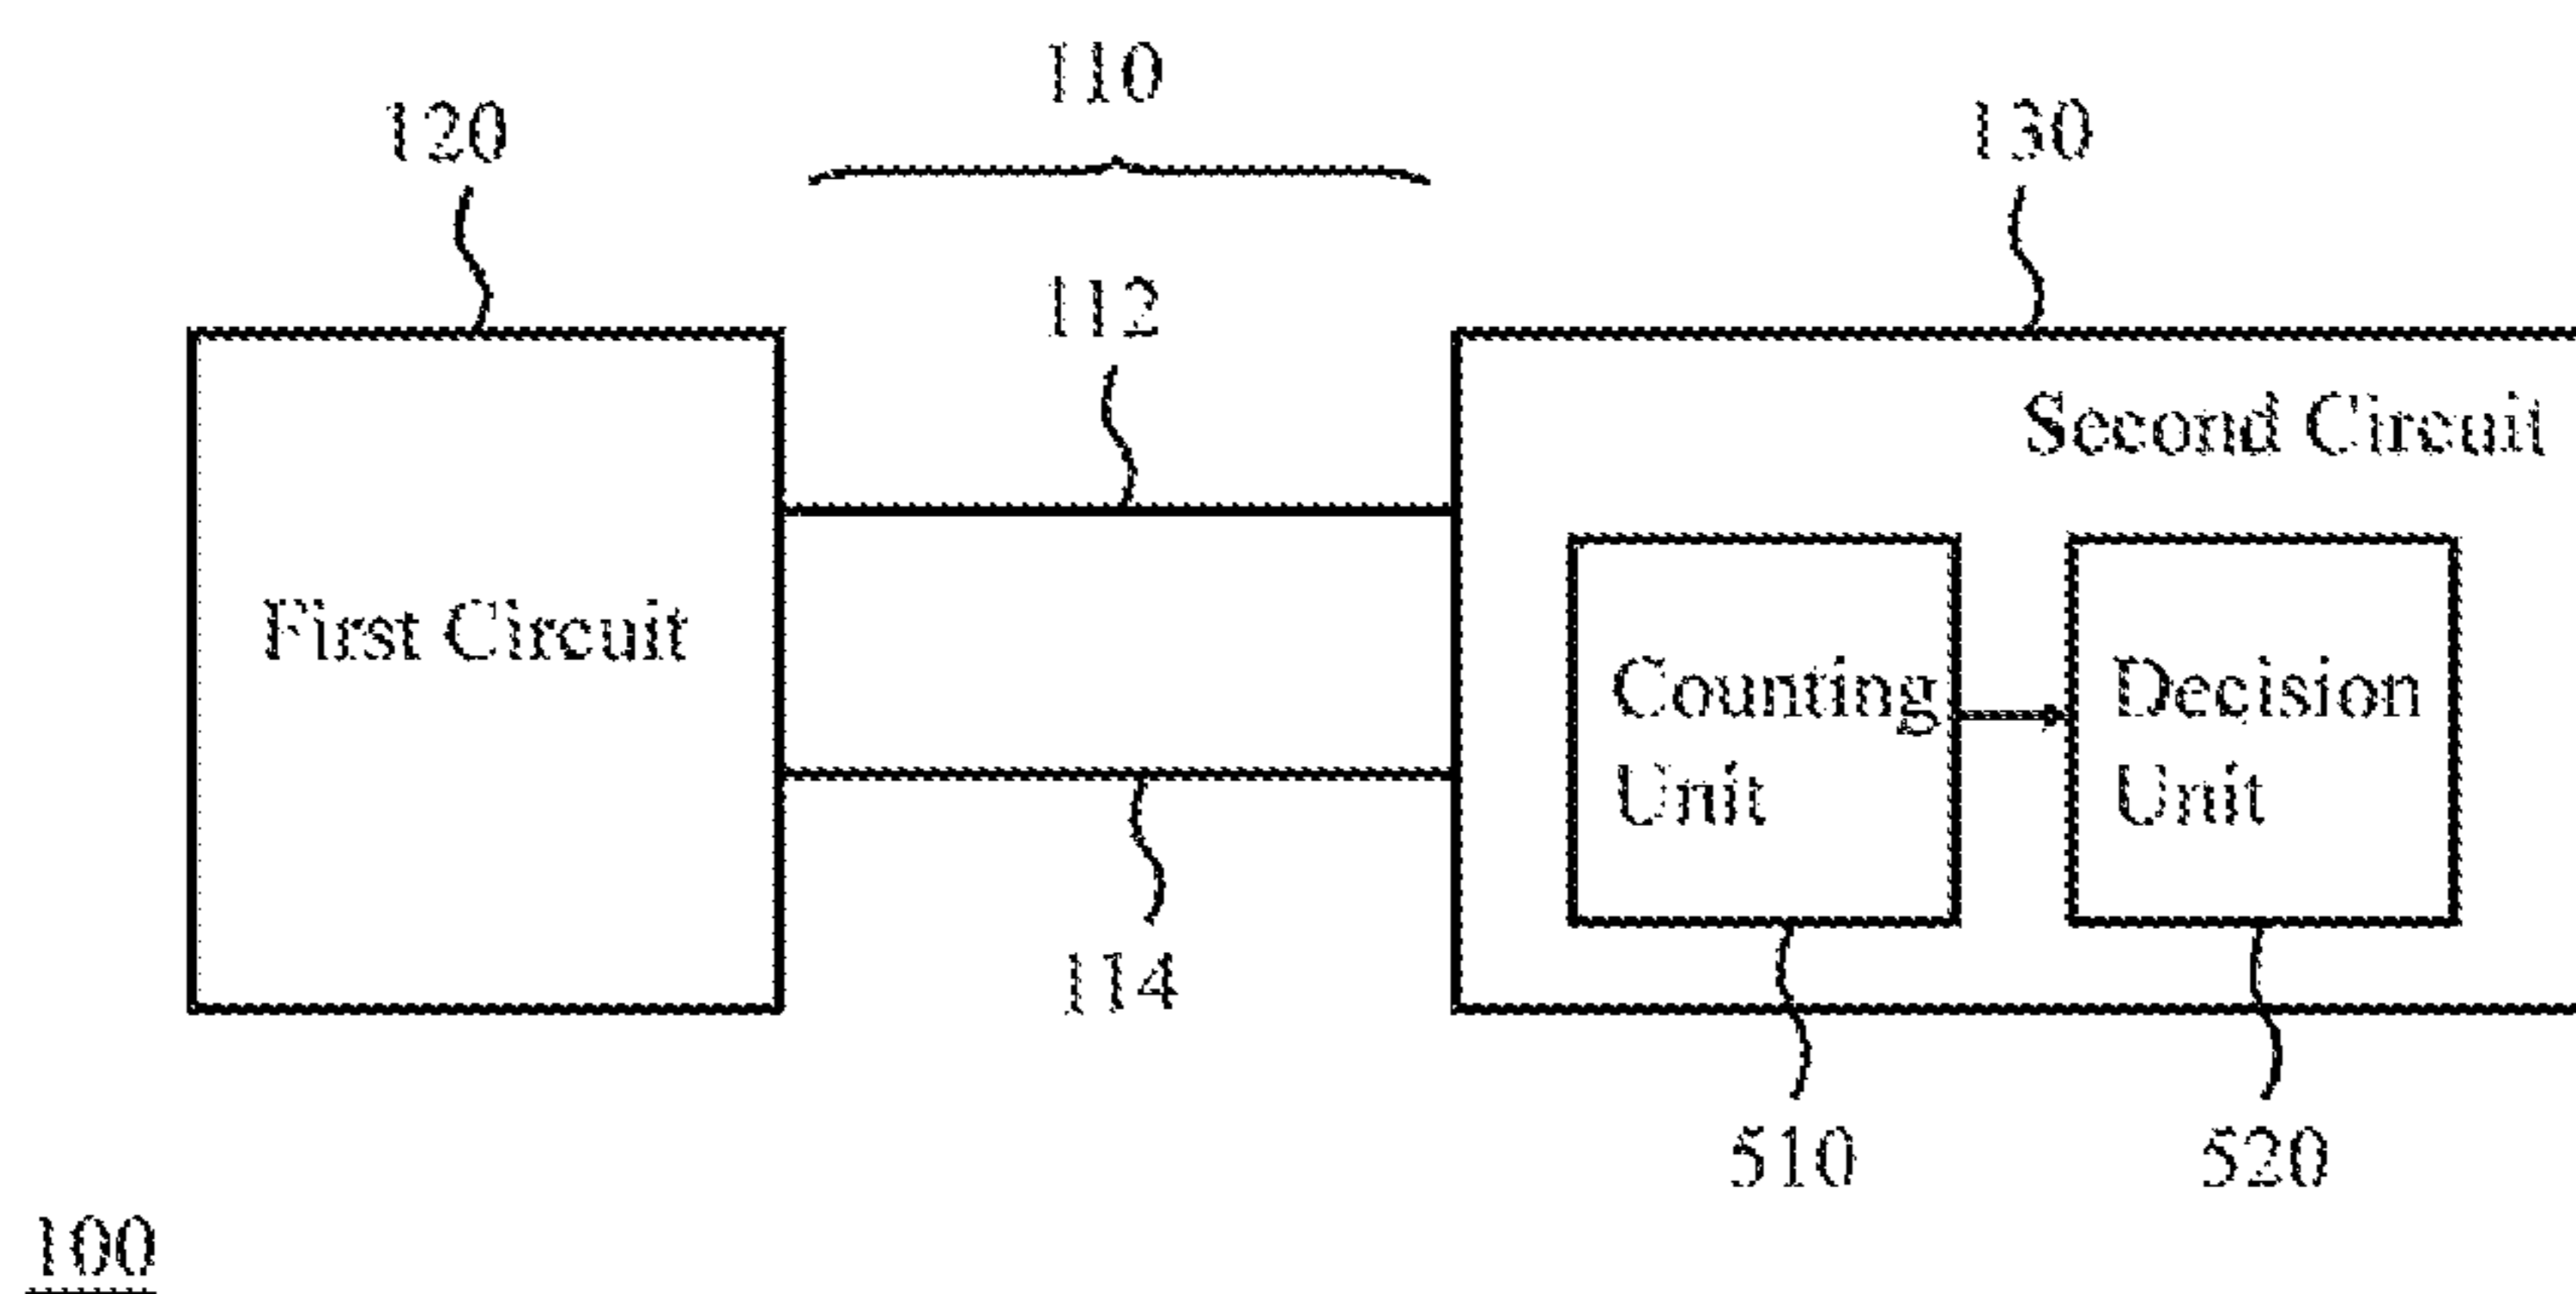 110
120
130
112
Second Circuit
First Circuit
Counting
Unit
Decision
Unit
114
510
520
100